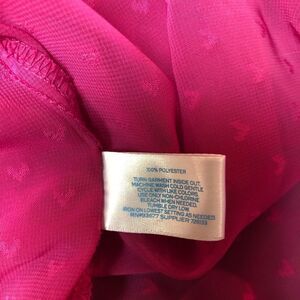 100% POLYESTER
TURN GARMENT INSIDE OUT,
MACHINE WASH COLD GENTLE
CYCLE WITH LIKE COLORS.
USE ONLY NON-CHLORINE
BLEACH WHEN NEEDED.
TUMBLE DRY LOW.
IRON ON LOWEST SETTING AS NEEDED
SUPPLIER